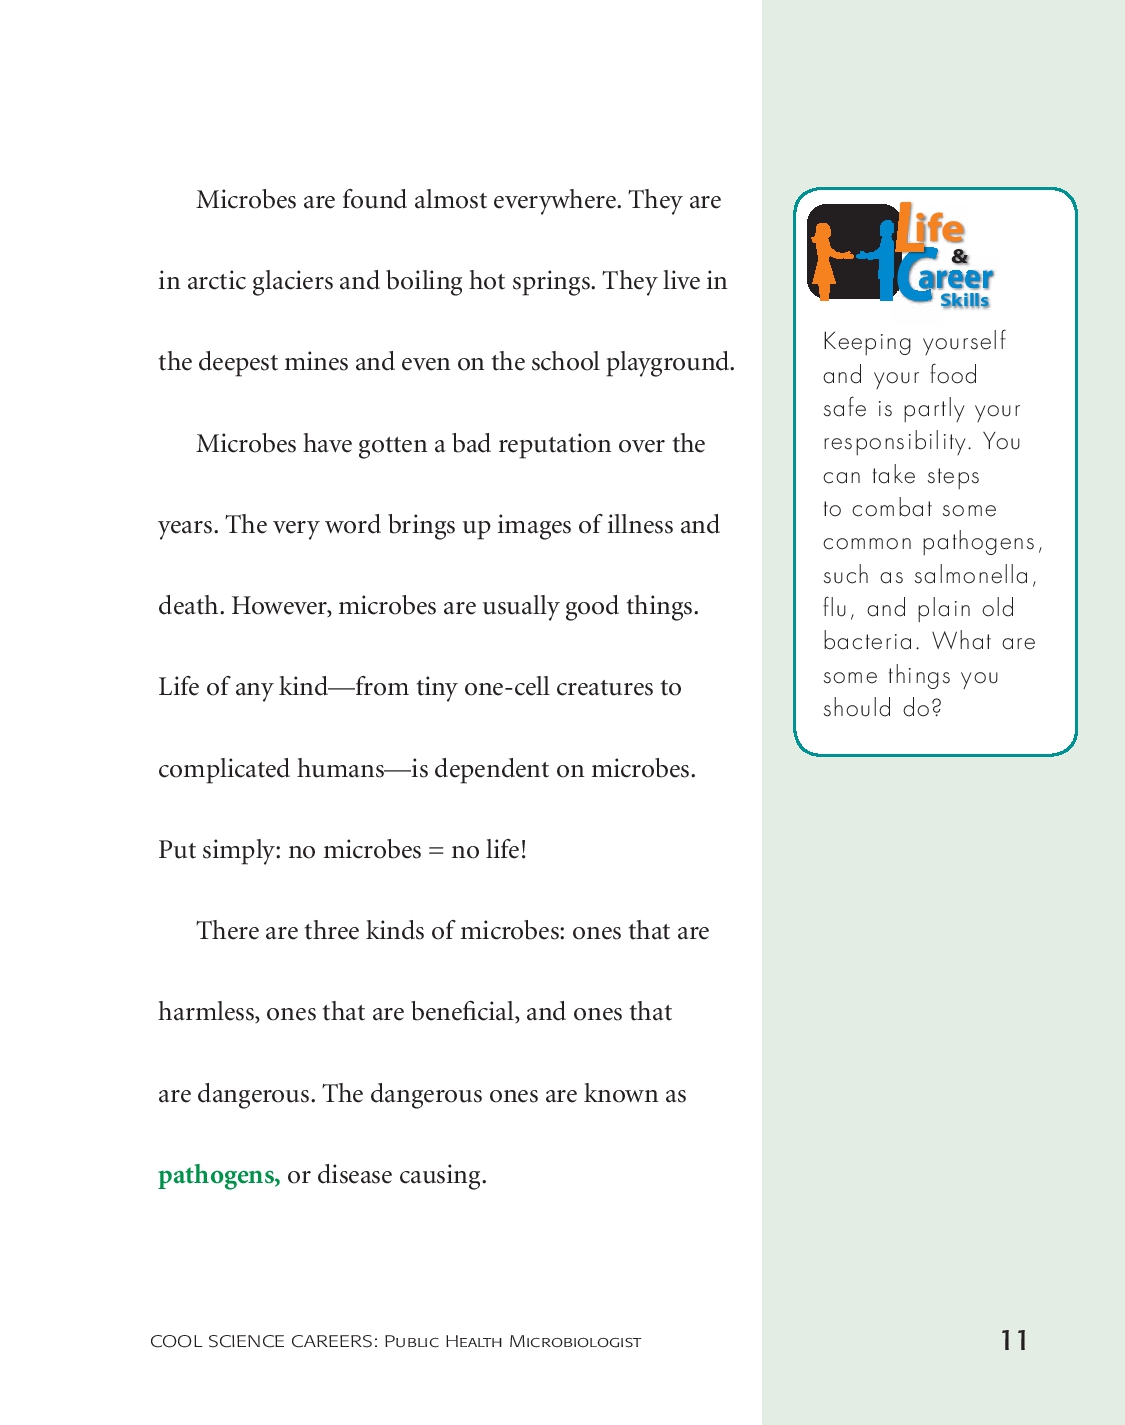 Microbes are found almost everywhere. They are
in arctic glaciers and boiling hot springs. They live in
the deepest mines and even on the school playground.
Microbes have gotten a bad reputation over the
years. The very word brings up images of illness and
death. However, microbes are usually good things.
Life of any kind—from tiny one-cell creatures to
complicated humans—is dependent on microbes.
Put simply: no microbes = no life!
There are three kinds of microbes: ones that are
harmless, ones that are beneficial, and ones that
are dangerous. The dangerous ones are known as
pathogens, or disease causing.
Life
&
Career
Skills
Keeping yourself
and your food
safe is partly your
responsibility. You
can take steps
to combat some
common pathogens,
such as salmonella,
flu, and plain old
bacteria. What are
some things you
should do?
COOL SCIENCE CAREERS: Public Health Microbiologist
11